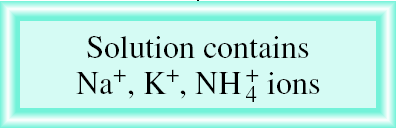 Solution contains
Na⁺, K⁺, NH₄⁺ ions